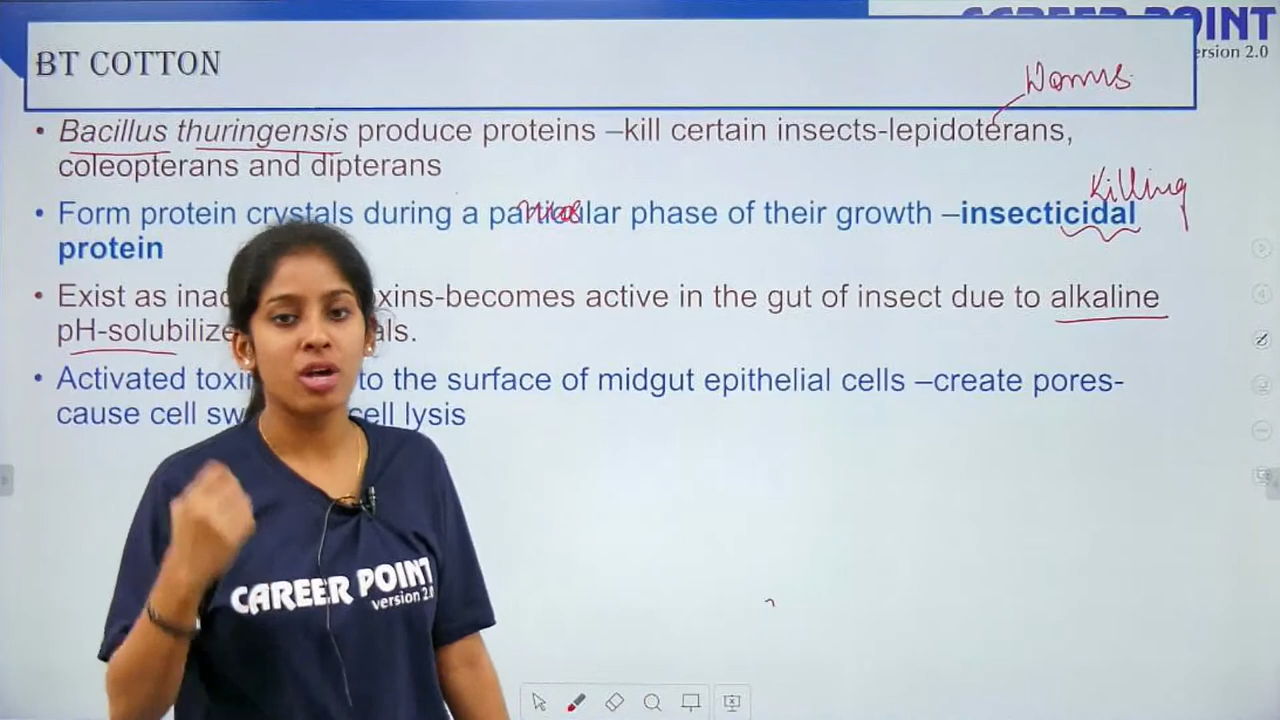 CAREER POINT
version 2.0
BT COTTON
Worms
• Bacillus thuringensis produce proteins –kill certain insects-lepidoterans,
coleopterans and dipterans
Killing
• Form protein crystals during a particular phase of their growth –insecticidal
protein
• Exist as inac oxins-becomes active in the gut of insect due to alkaline
pH-solubilize als.
• Activated toxin to the surface of midgut epithelial cells –create pores-
cause cell sw cell lysis
CAREER POINT
version 2.0